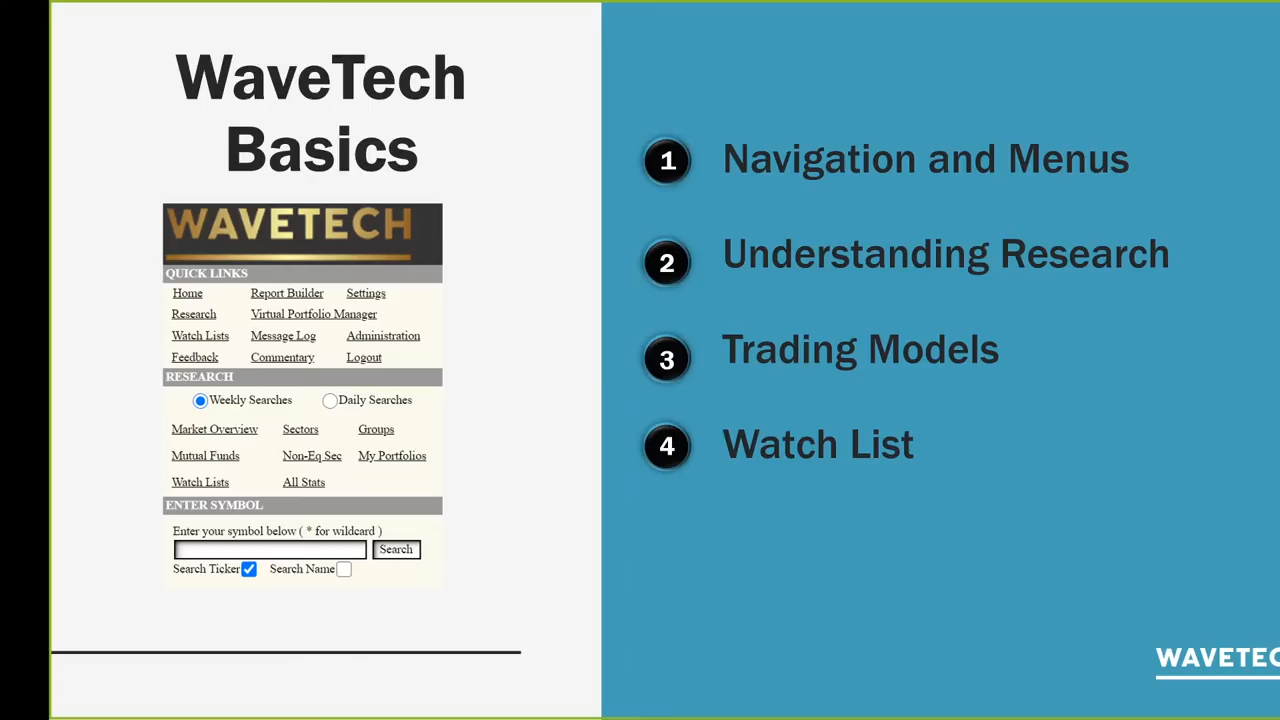 WaveTech
Basics
WAVETECH
QUICK LINKS
Home Report Builder Settings
Research Virtual Portfolio Manager
Watch Lists Message Log Administration
Feedback Commentary Logout
RESEARCH
Weekly Searches Daily Searches
Market Overview Sectors Groups
Mutual Funds Non-Eq Sec My Portfolios
Watch Lists All Stats
ENTER SYMBOL
Enter your symbol below ( * for wildcard )
Search
Search Ticker Search Name
1 Navigation and Menus
2 Understanding Research
3 Trading Models
4 Watch List
WAVETEC